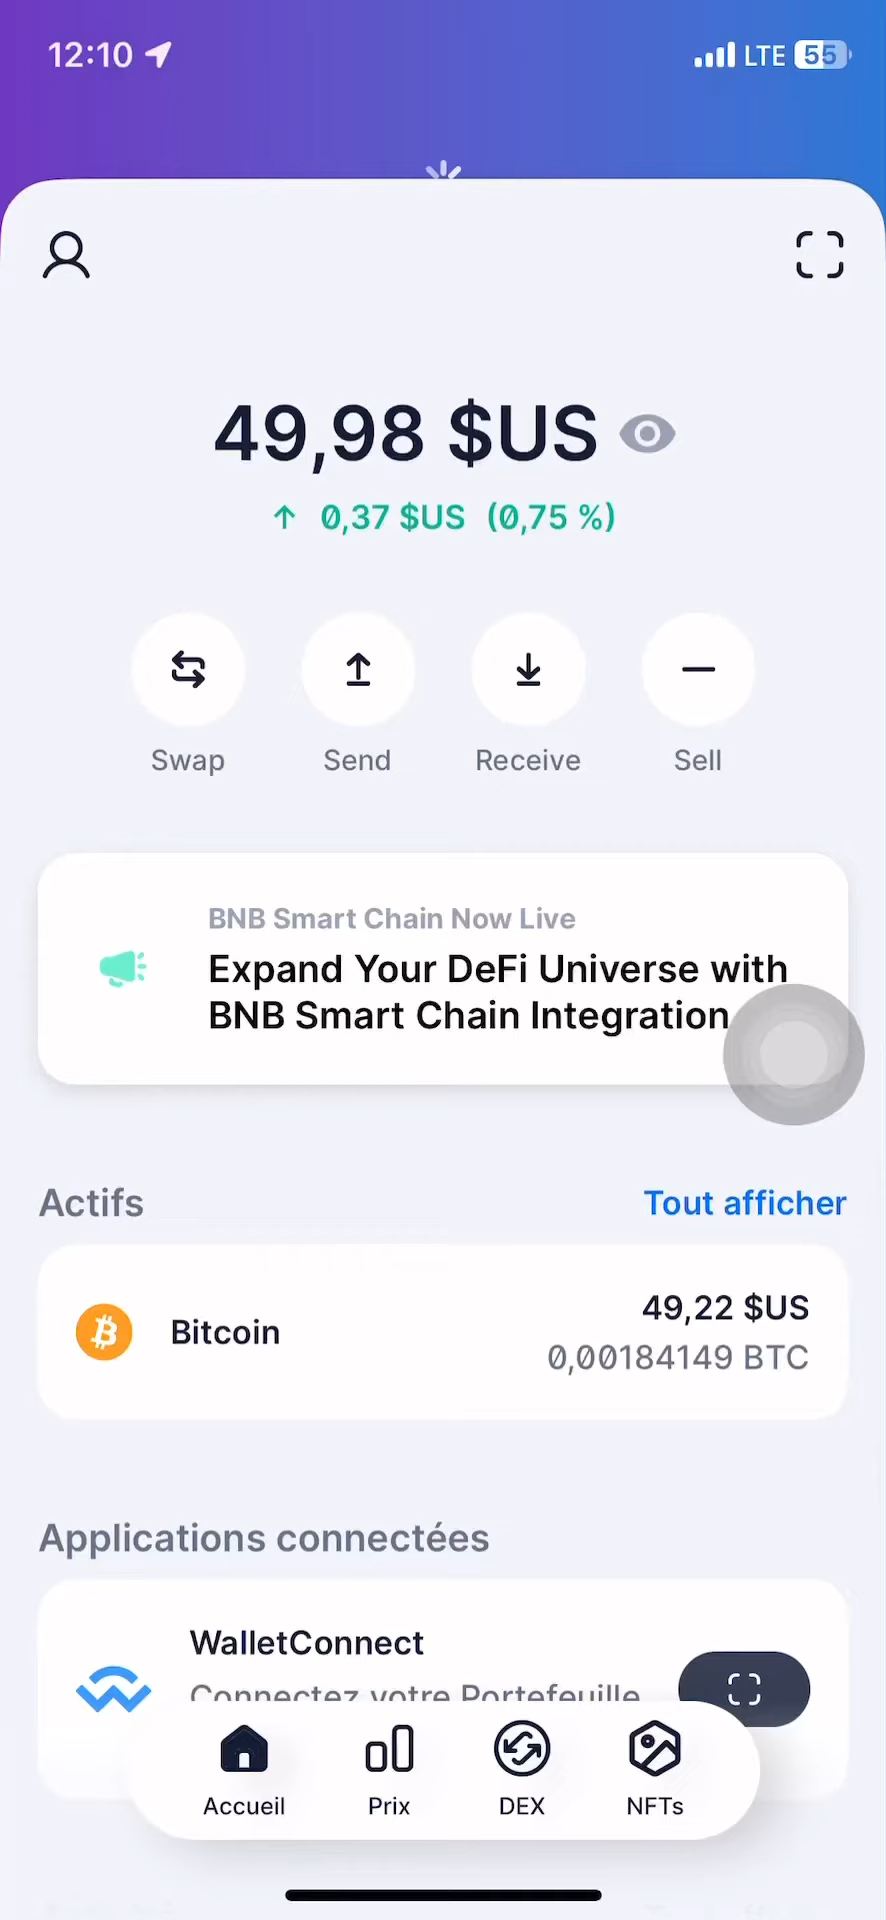 12:10 LTE 55
49,98 $US
↑ 0,37 $US (0,75 %)
Swap Send Receive Sell
BNB Smart Chain Now Live
Expand Your DeFi Universe with
BNB Smart Chain Integration
Actifs Tout afficher
49,22 $US
Bitcoin
0,00184149 BTC
Applications connectées
WalletConnect
Connectez votre Portefeuille
Accueil Prix DEX NFTs